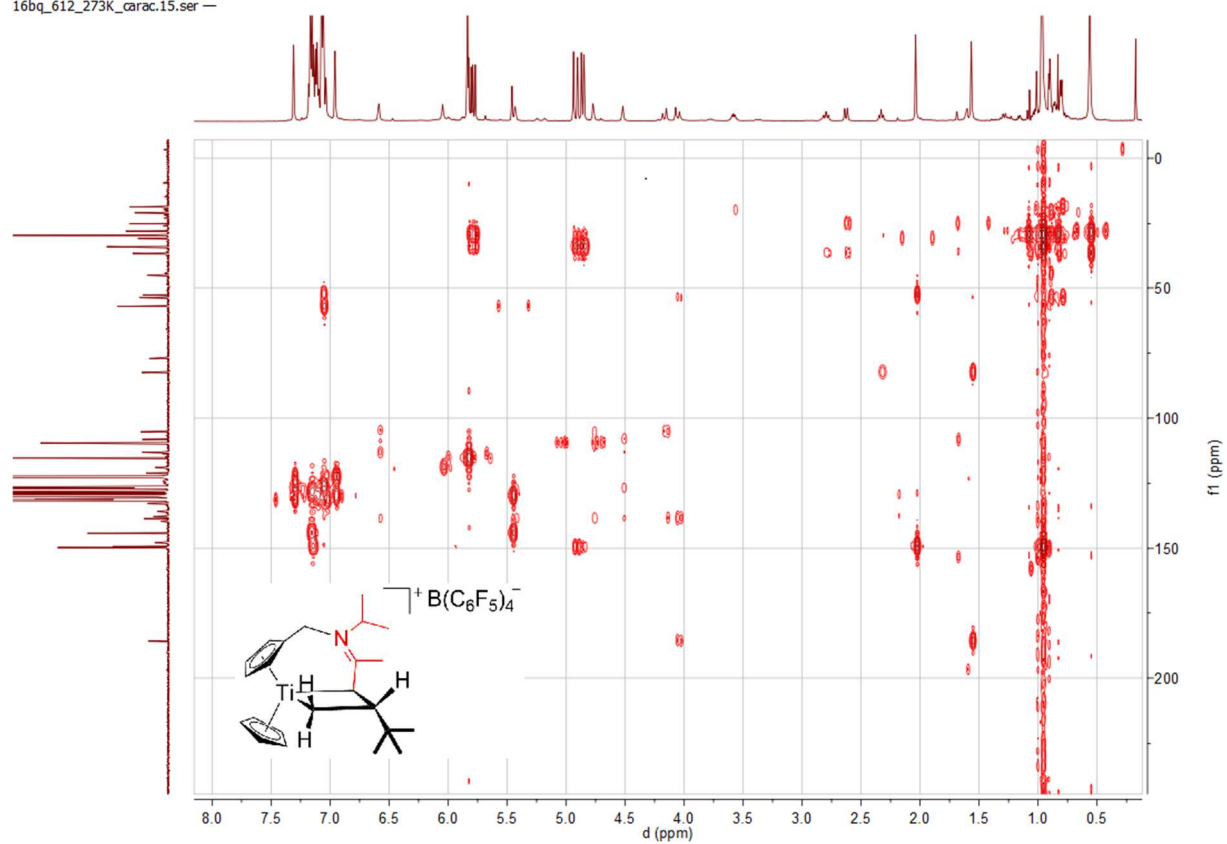 16bq_612_273K_carac.15.ser —
0
50
100
150
200
f1 (ppm)
+ B(C6F5)4−
N
H
H
Ti
H
8.0 7.5 7.0 6.5 6.0 5.5 5.0 4.5 4.0 3.5 3.0 2.5 2.0 1.5 1.0 0.5
d (ppm)